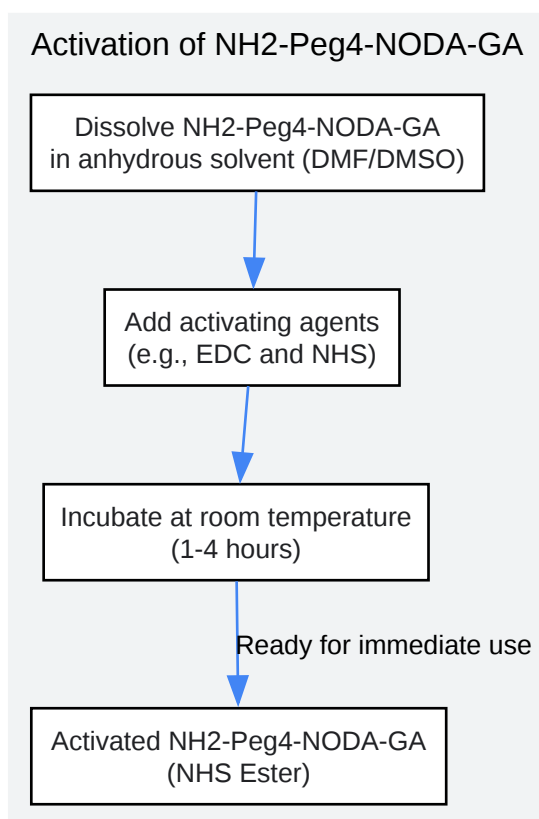 Activation of NH2-Peg4-NODA-GA
Dissolve NH2-Peg4-NODA-GA
in anhydrous solvent (DMF/DMSO)
Add activating agents
(e.g., EDC and NHS)
Incubate at room temperature
(1-4 hours)
Ready for immediate use
Activated NH2-Peg4-NODA-GA
(NHS Ester)